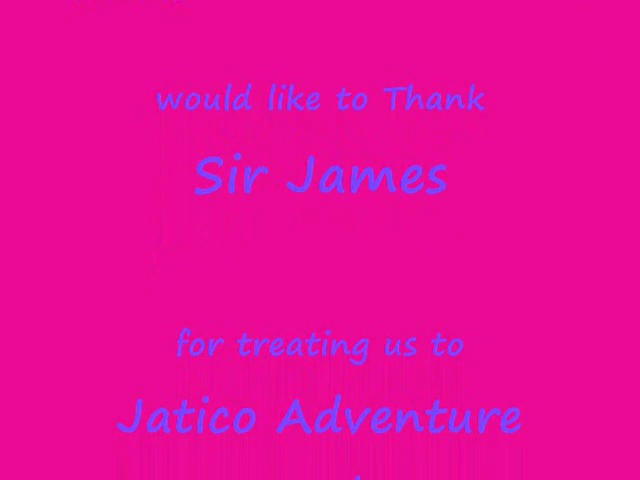 would like to Thank
Sir James
for treating us to
Jatico Adventure